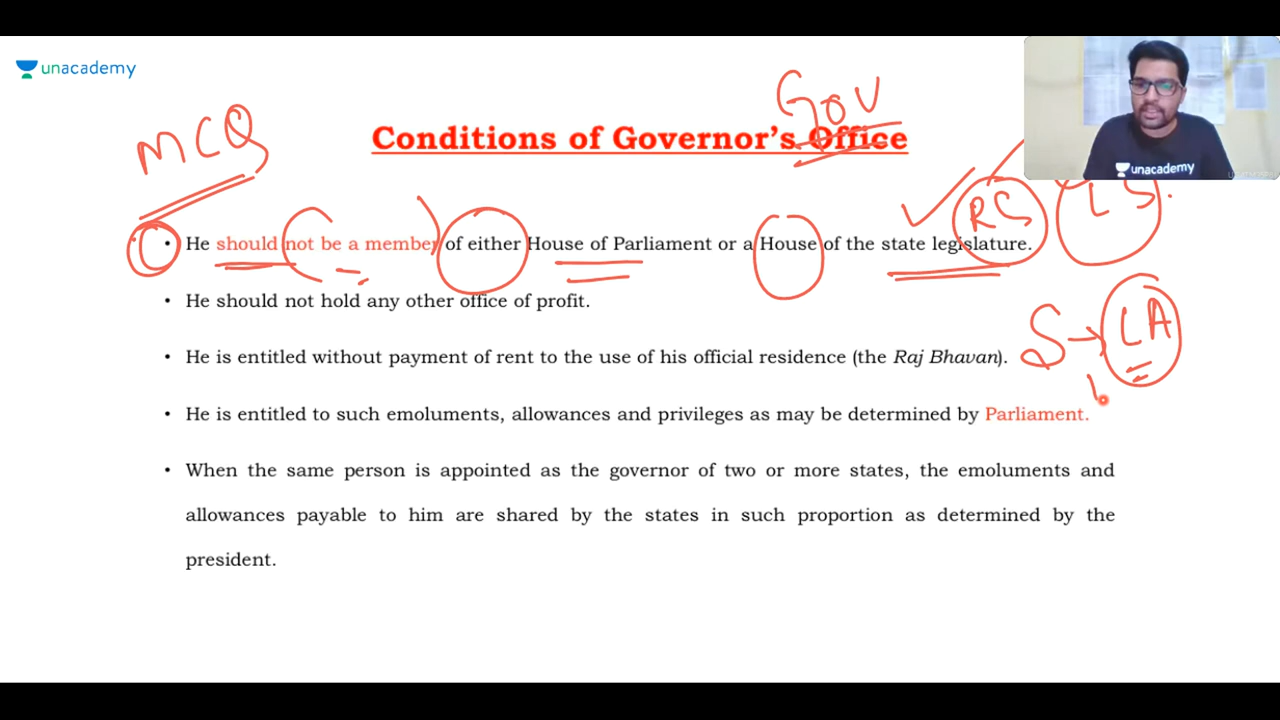 unacademy
GOV
MCQ
Conditions of Governor's Office
unacademy
RS
LS
• He should not be a member of either House of Parliament or a House of the state legislature.
• He should not hold any other office of profit.
S → LA
• He is entitled without payment of rent to the use of his official residence (the Raj Bhavan).
• He is entitled to such emoluments, allowances and privileges as may be determined by Parliament.
• When the same person is appointed as the governor of two or more states, the emoluments and
allowances payable to him are shared by the states in such proportion as determined by the
president.